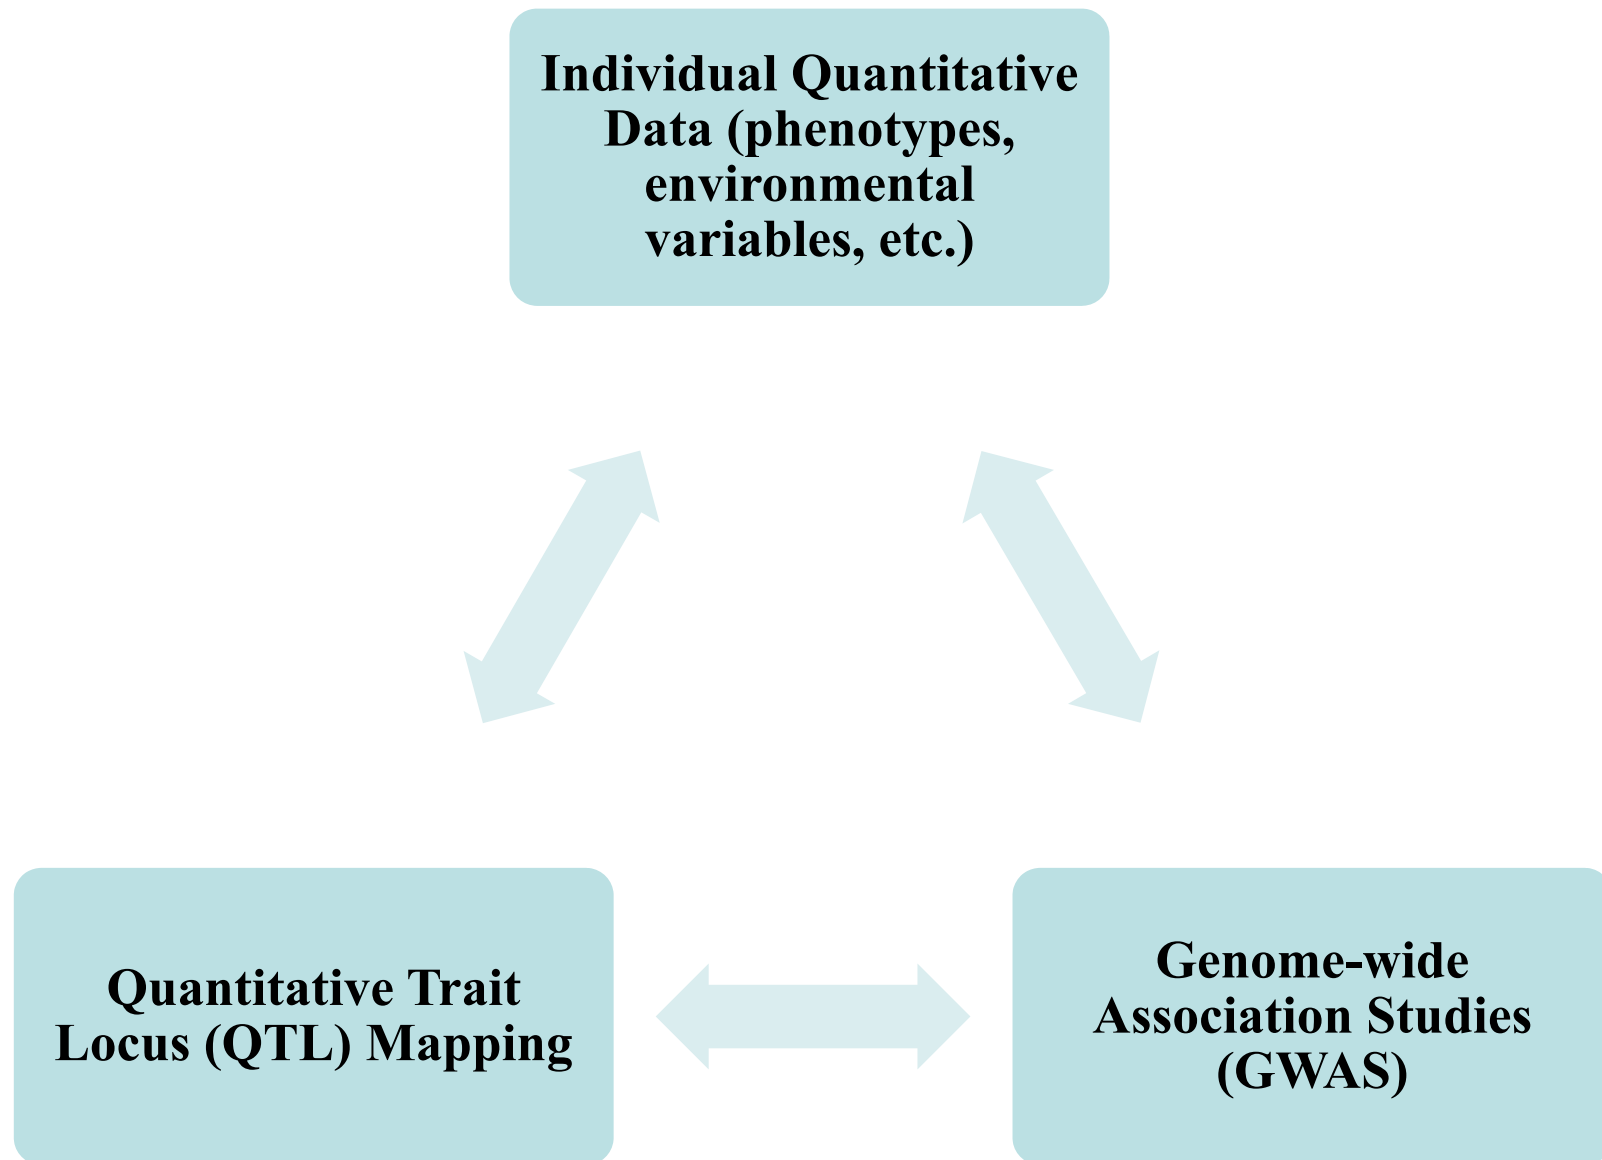 Individual Quantitative
Data (phenotypes,
environmental
variables, etc.)
Quantitative Trait
Locus (QTL) Mapping
Genome-wide
Association Studies
(GWAS)